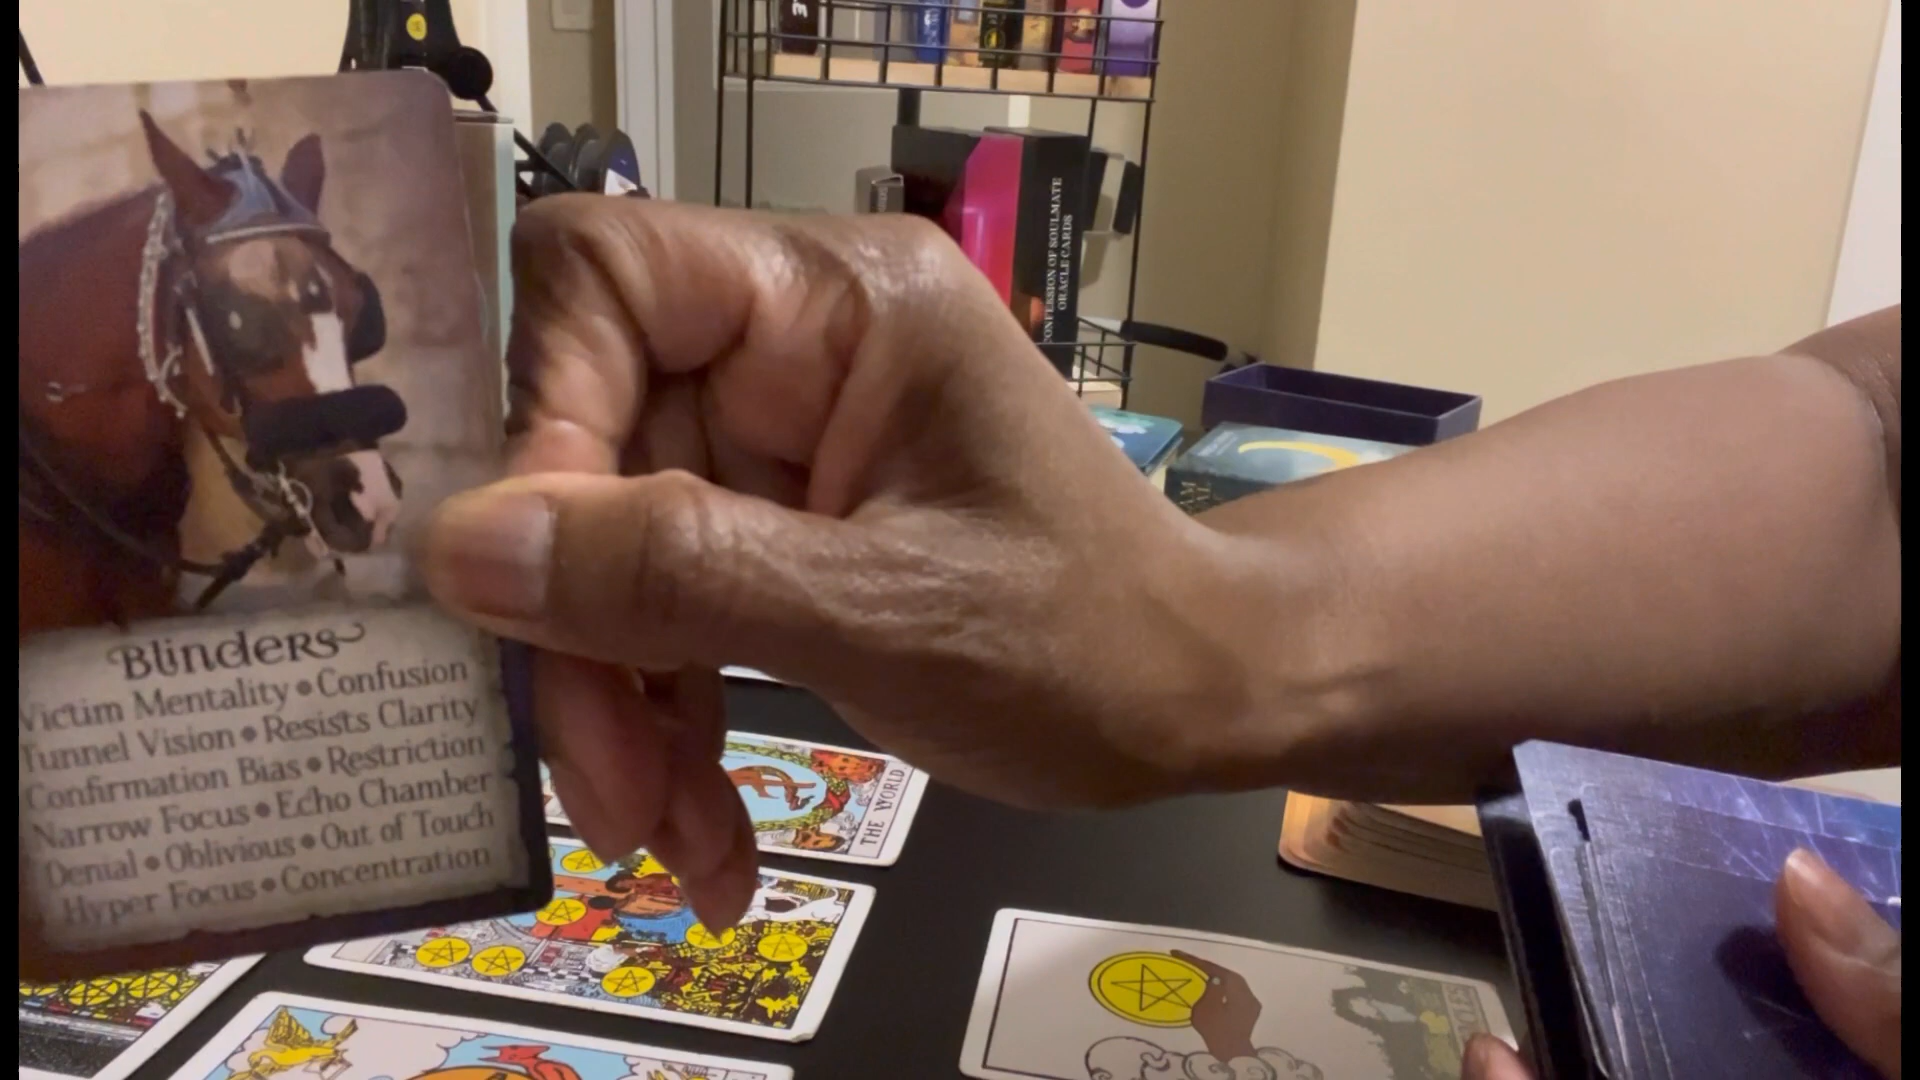 Blinders
Victim Mentality • Confusion
Tunnel Vision • Resists Clarity
Confirmation Bias • Restriction
Narrow Focus • Echo Chamber
Denial • Oblivious • Out of Touch
Hyper Focus • Concentration
CONFESSION OF SOULMATE
ORACLE CARDS
THE WORLD.